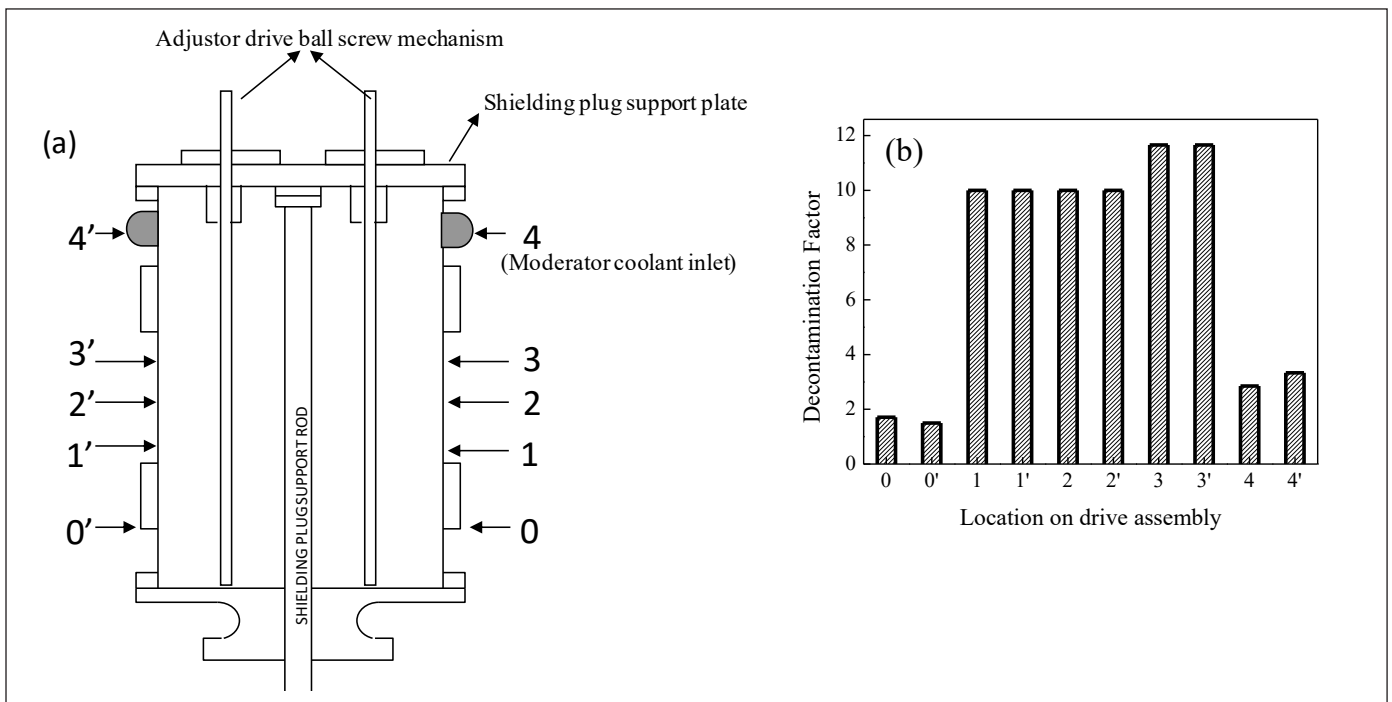 Adjustor drive ball screw mechanism
Shielding plug support plate
(a)
4’
4
(Moderator coolant inlet)
3’
3
2’
2
1’
1
0’
0
SHIELDING PLUG SUPPORT ROD
(b)
Decontamination Factor
12
10
8
6
4
2
0
0 0' 1 1' 2 2' 3 3' 4 4'
Location on drive assembly